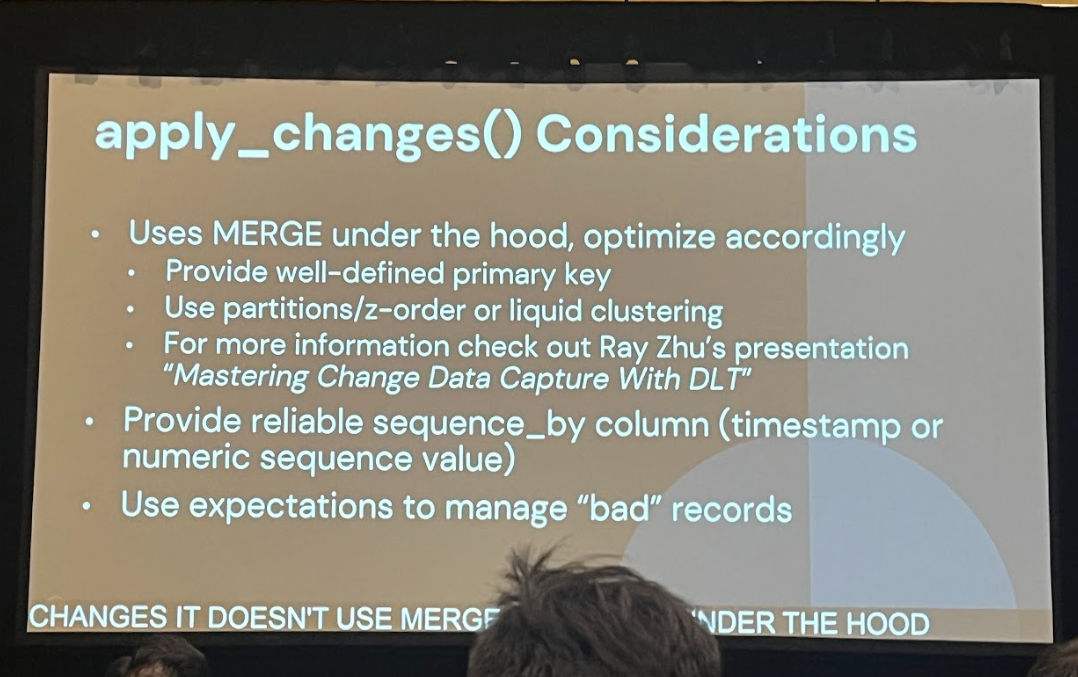 apply_changes() Considerations
• Uses MERGE under the hood, optimize accordingly
• Provide well-defined primary key
• Use partitions/z-order or liquid clustering
• For more information check out Ray Zhu's presentation
"Mastering Change Data Capture With DLT"
• Provide reliable sequence_by column (timestamp or
numeric sequence value)
• Use expectations to manage "bad" records
CHANGES IT DOESN'T USE MERGE THE HOOD